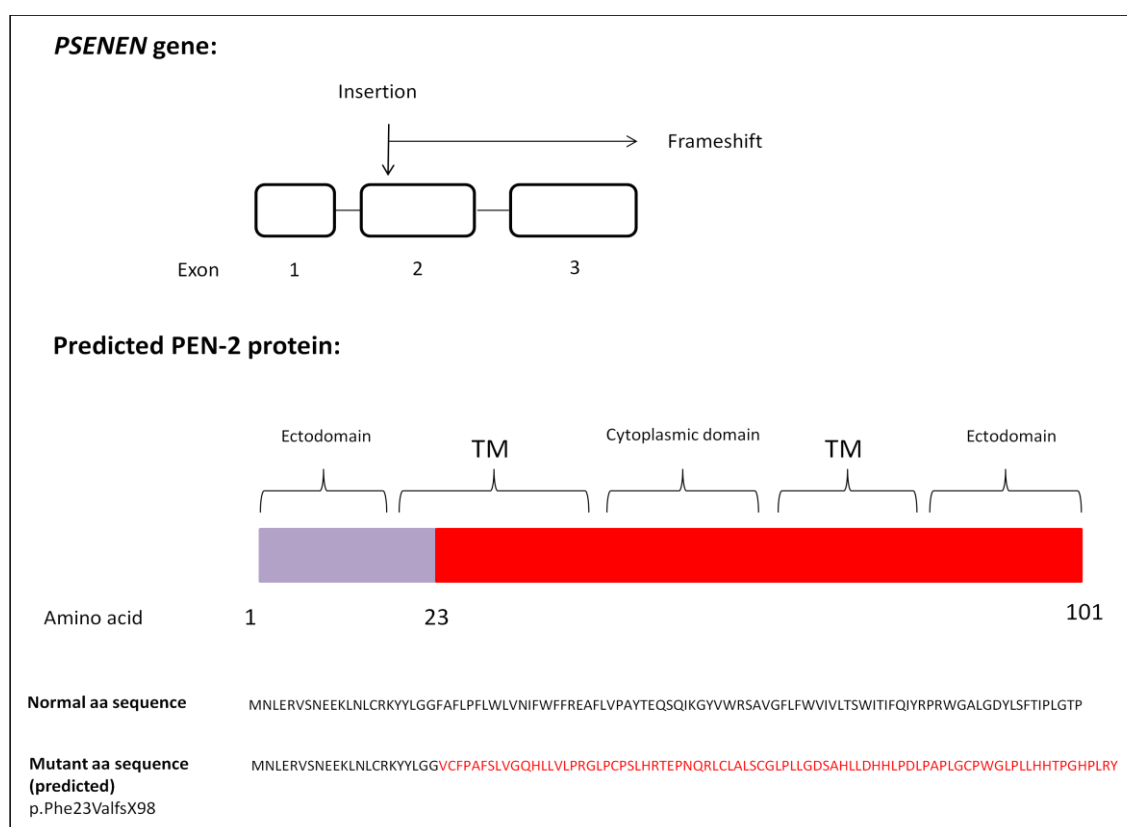 PSENEN gene:
Insertion
Frameshift
Exon 1 2 3
Predicted PEN-2 protein:
Ectodomain TM Cytoplasmic domain TM Ectodomain
Amino acid 1 23 101
Normal aa sequence MNLERVSNEEKLNLCRKYYLGGFAFLPFLWLVNIFWFFREAFLVPAYTEQSQIKGYVWRSAVGFLFWVIVLTSWITIFQIYRPRWGALGDYLSFTIPLGTP
Mutant aa sequence MNLERVSNEEKLNLCRKYYLGGVCFPAFSLVGQHLLVLPRGLPCPSLHRTEPNQRLCLALSCGLPLLGDSAHLLDHHLPDLPAPLGCPWGLPLLHHTPGHPLRY
(predicted)
p.Phe23ValfsX98